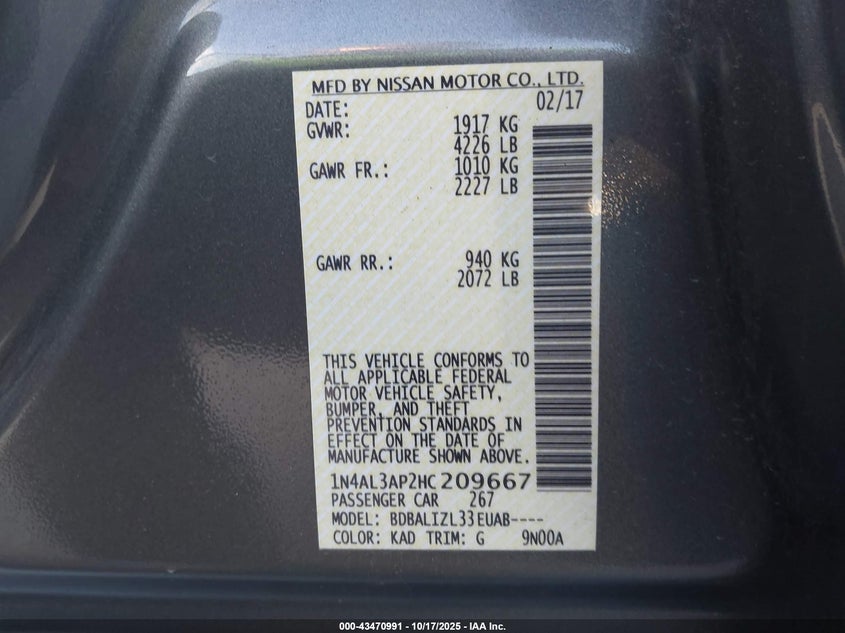 MFD BY NISSAN MOTOR CO., LTD.
DATE: 02/17
GVWR: 1917 KG
4226 LB
GAWR FR.: 1010 KG
2227 LB
GAWR RR.: 940 KG
2072 LB
THIS VEHICLE CONFORMS TO
ALL APPLICABLE FEDERAL
MOTOR VEHICLE SAFETY,
BUMPER, AND THEFT
PREVENTION STANDARDS IN
EFFECT ON THE DATE OF
MANUFACTURE SHOWN ABOVE.
1N4AL3AP2HC209667
PASSENGER CAR 267
MODEL: BDBALIZL33EUAB----
COLOR: KAD TRIM: G 9N00A
000-43470991 - 10/17/2025 - IAA Inc.